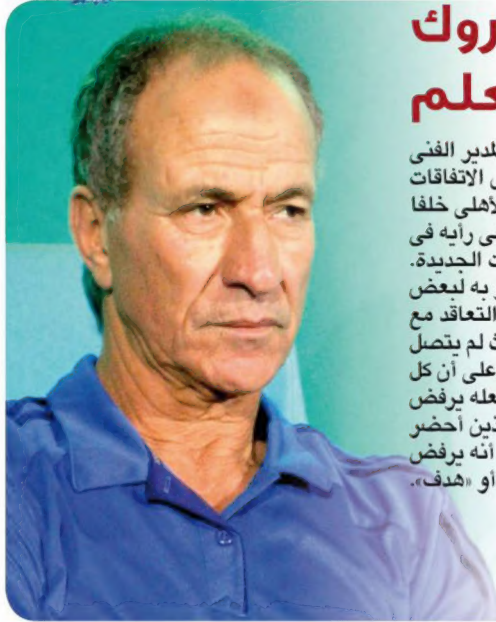 روك
علم
لمدير الفنى
ى الاتفاقات
لأهلى خلفا
ى رأيه فى
ت الجديدة.
به لبعض
التعاقد مع
ث لم يتصل
على أن كل
عله يرفض
ذين أحضر
أنه يرفض
أو «هدف».